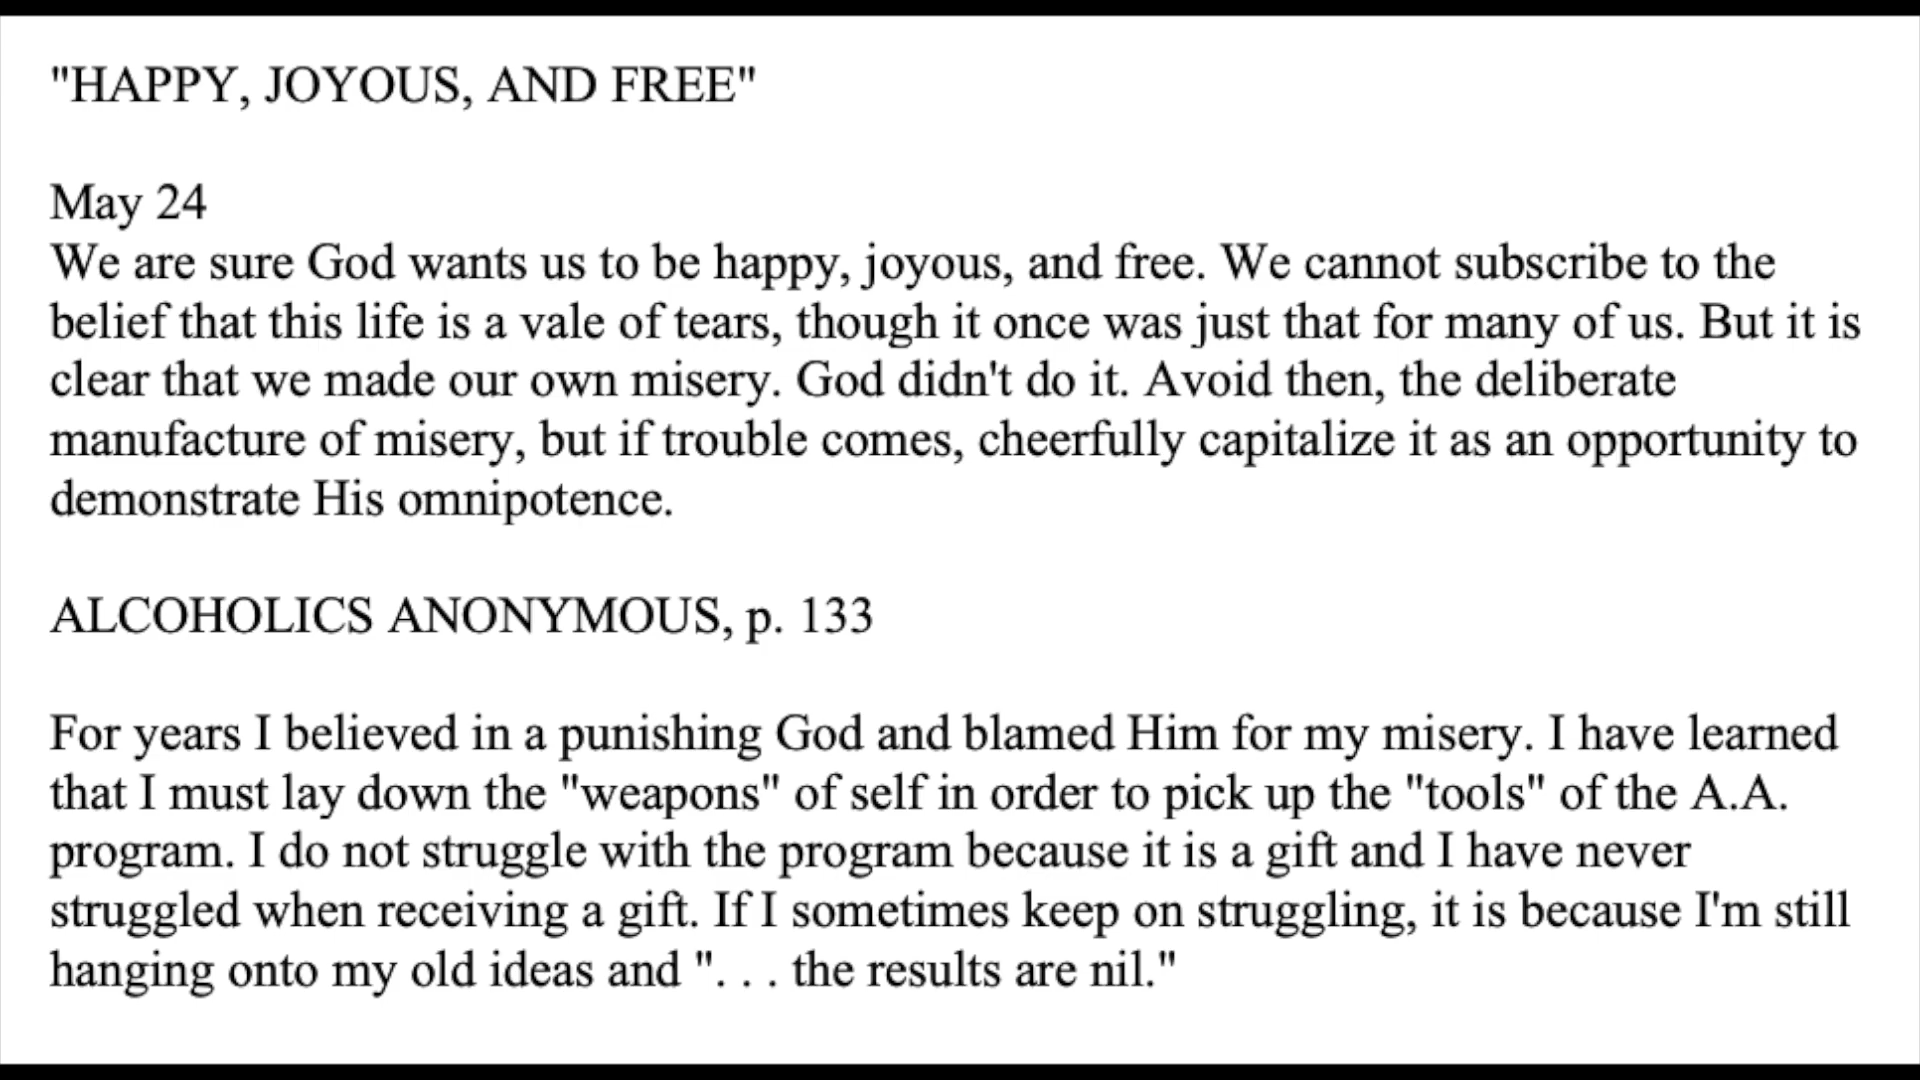 "HAPPY, JOYOUS, AND FREE"
May 24
We are sure God wants us to be happy, joyous, and free. We cannot subscribe to the
belief that this life is a vale of tears, though it once was just that for many of us. But it is
clear that we made our own misery. God didn't do it. Avoid then, the deliberate
manufacture of misery, but if trouble comes, cheerfully capitalize it as an opportunity to
demonstrate His omnipotence.
ALCOHOLICS ANONYMOUS, p. 133
For years I believed in a punishing God and blamed Him for my misery. I have learned
that I must lay down the "weapons" of self in order to pick up the "tools" of the A.A.
program. I do not struggle with the program because it is a gift and I have never
struggled when receiving a gift. If I sometimes keep on struggling, it is because I'm still
hanging onto my old ideas and ". . . the results are nil."